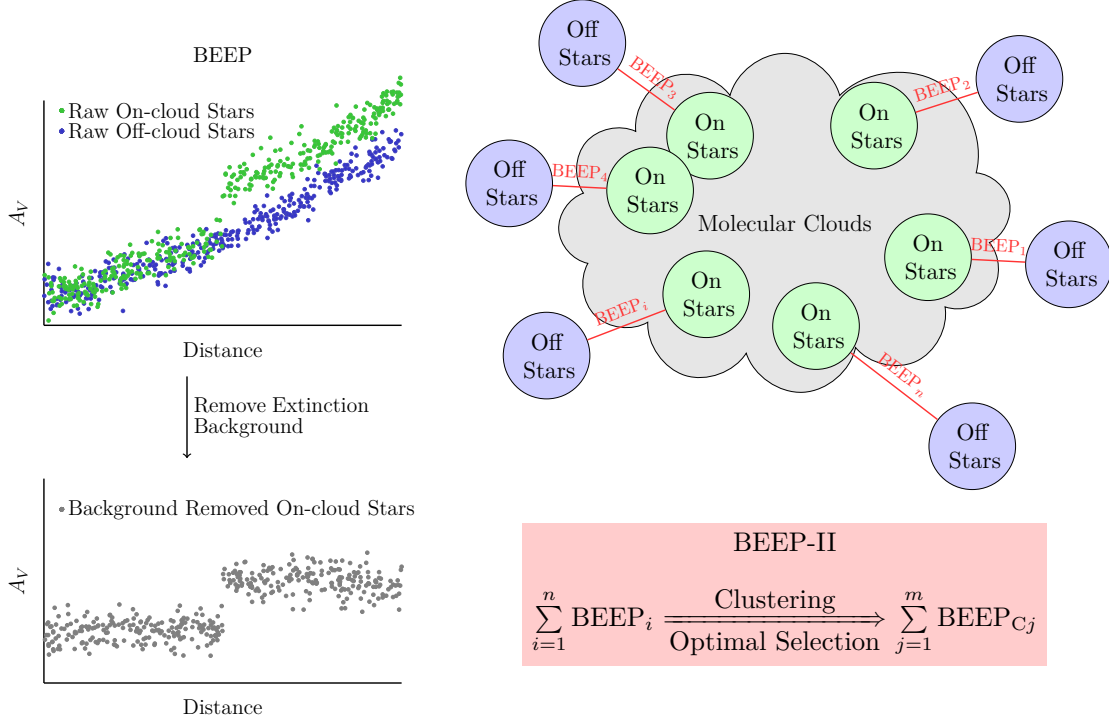 BEEP
Raw On-cloud Stars
Raw Off-cloud Stars
A_V
Distance
Remove Extinction
Background
Background Removed On-cloud Stars
A_V
Distance
Off
Stars
BEEP_3
On
Stars
On
Stars
BEEP_2
Off
Stars
Off
Stars
BEEP_4
On
Stars
Molecular Clouds
On
Stars
BEEP_1
Off
Stars
Off
Stars
BEEP_i
On
Stars
On
Stars
BEEP_n
Off
Stars
BEEP-II
\sum_{i=1}^{n} BEEP_i \xRightarrow[Optimal Selection]{Clustering} \sum_{j=1}^{m} BEEP_{Cj}